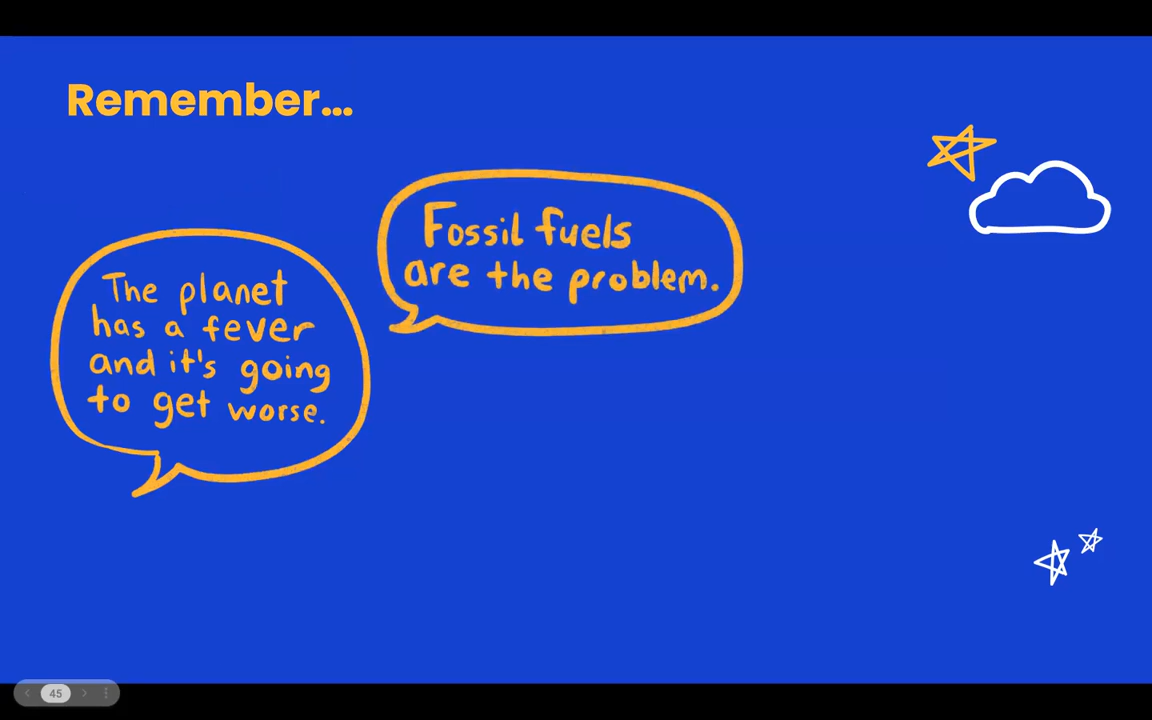 Remember...
The planet
has a fever
and it's going
to get worse.
Fossil fuels
are the problem.
45